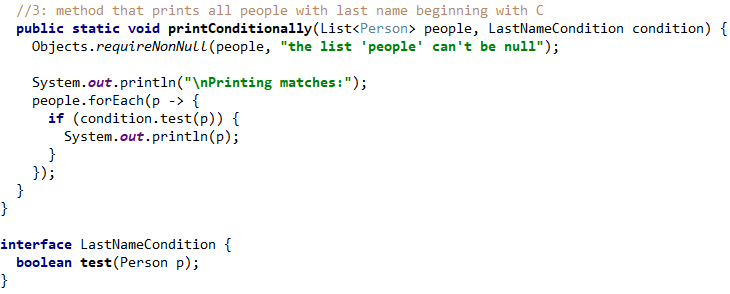 //3: method that prints all people with last name beginning with C
public static void printConditionally(List<Person> people, LastNameCondition condition) {
Objects.requireNonNull(people, "the list 'people' can't be null");
System.out.println("\nPrinting matches:");
people.forEach(p -> {
if (condition.test(p)) {
System.out.println(p);
}
});
}
}
interface LastNameCondition {
boolean test(Person p);
}